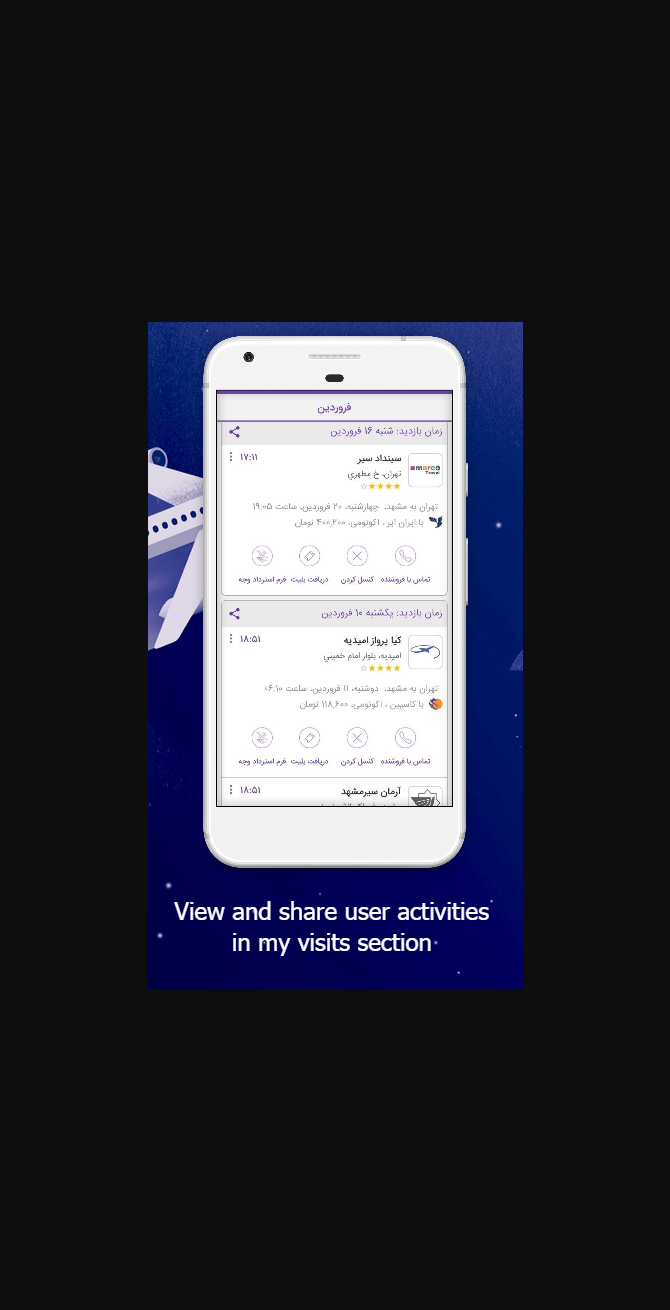 فروردین
زمان بازدید: شنبه ۱۶ فروردین
سینداد سیر
۱۷:۱۱
marco
Travel
تهران، خ مطهري
تهران به مشهد، چهارشنبه، ۲۰ فروردین، ساعت ۱۹:۰۵
با ایران ایر ، اکونومی، ۴۰۰,۲۰۰ تومان
تماس با فروشنده کنسل کردن دریافت بلیت فرم استرداد وجه
زمان بازدید: یکشنبه ۱۰ فروردین
کیا پرواز امیدیه
۱۸:۵۱
امیدیه، بلوار امام خمیني
تهران به مشهد، دوشنبه، ۱۱ فروردین، ساعت ۰۶:۱۰
با کاسپین ، اکونومی، ۱۱۸,۶۰۰ تومان
تماس با فروشنده کنسل کردن دریافت بلیت فرم استرداد وجه
آرمان سیرمشهد
۱۸:۵۱
View and share user activities
in my visits section